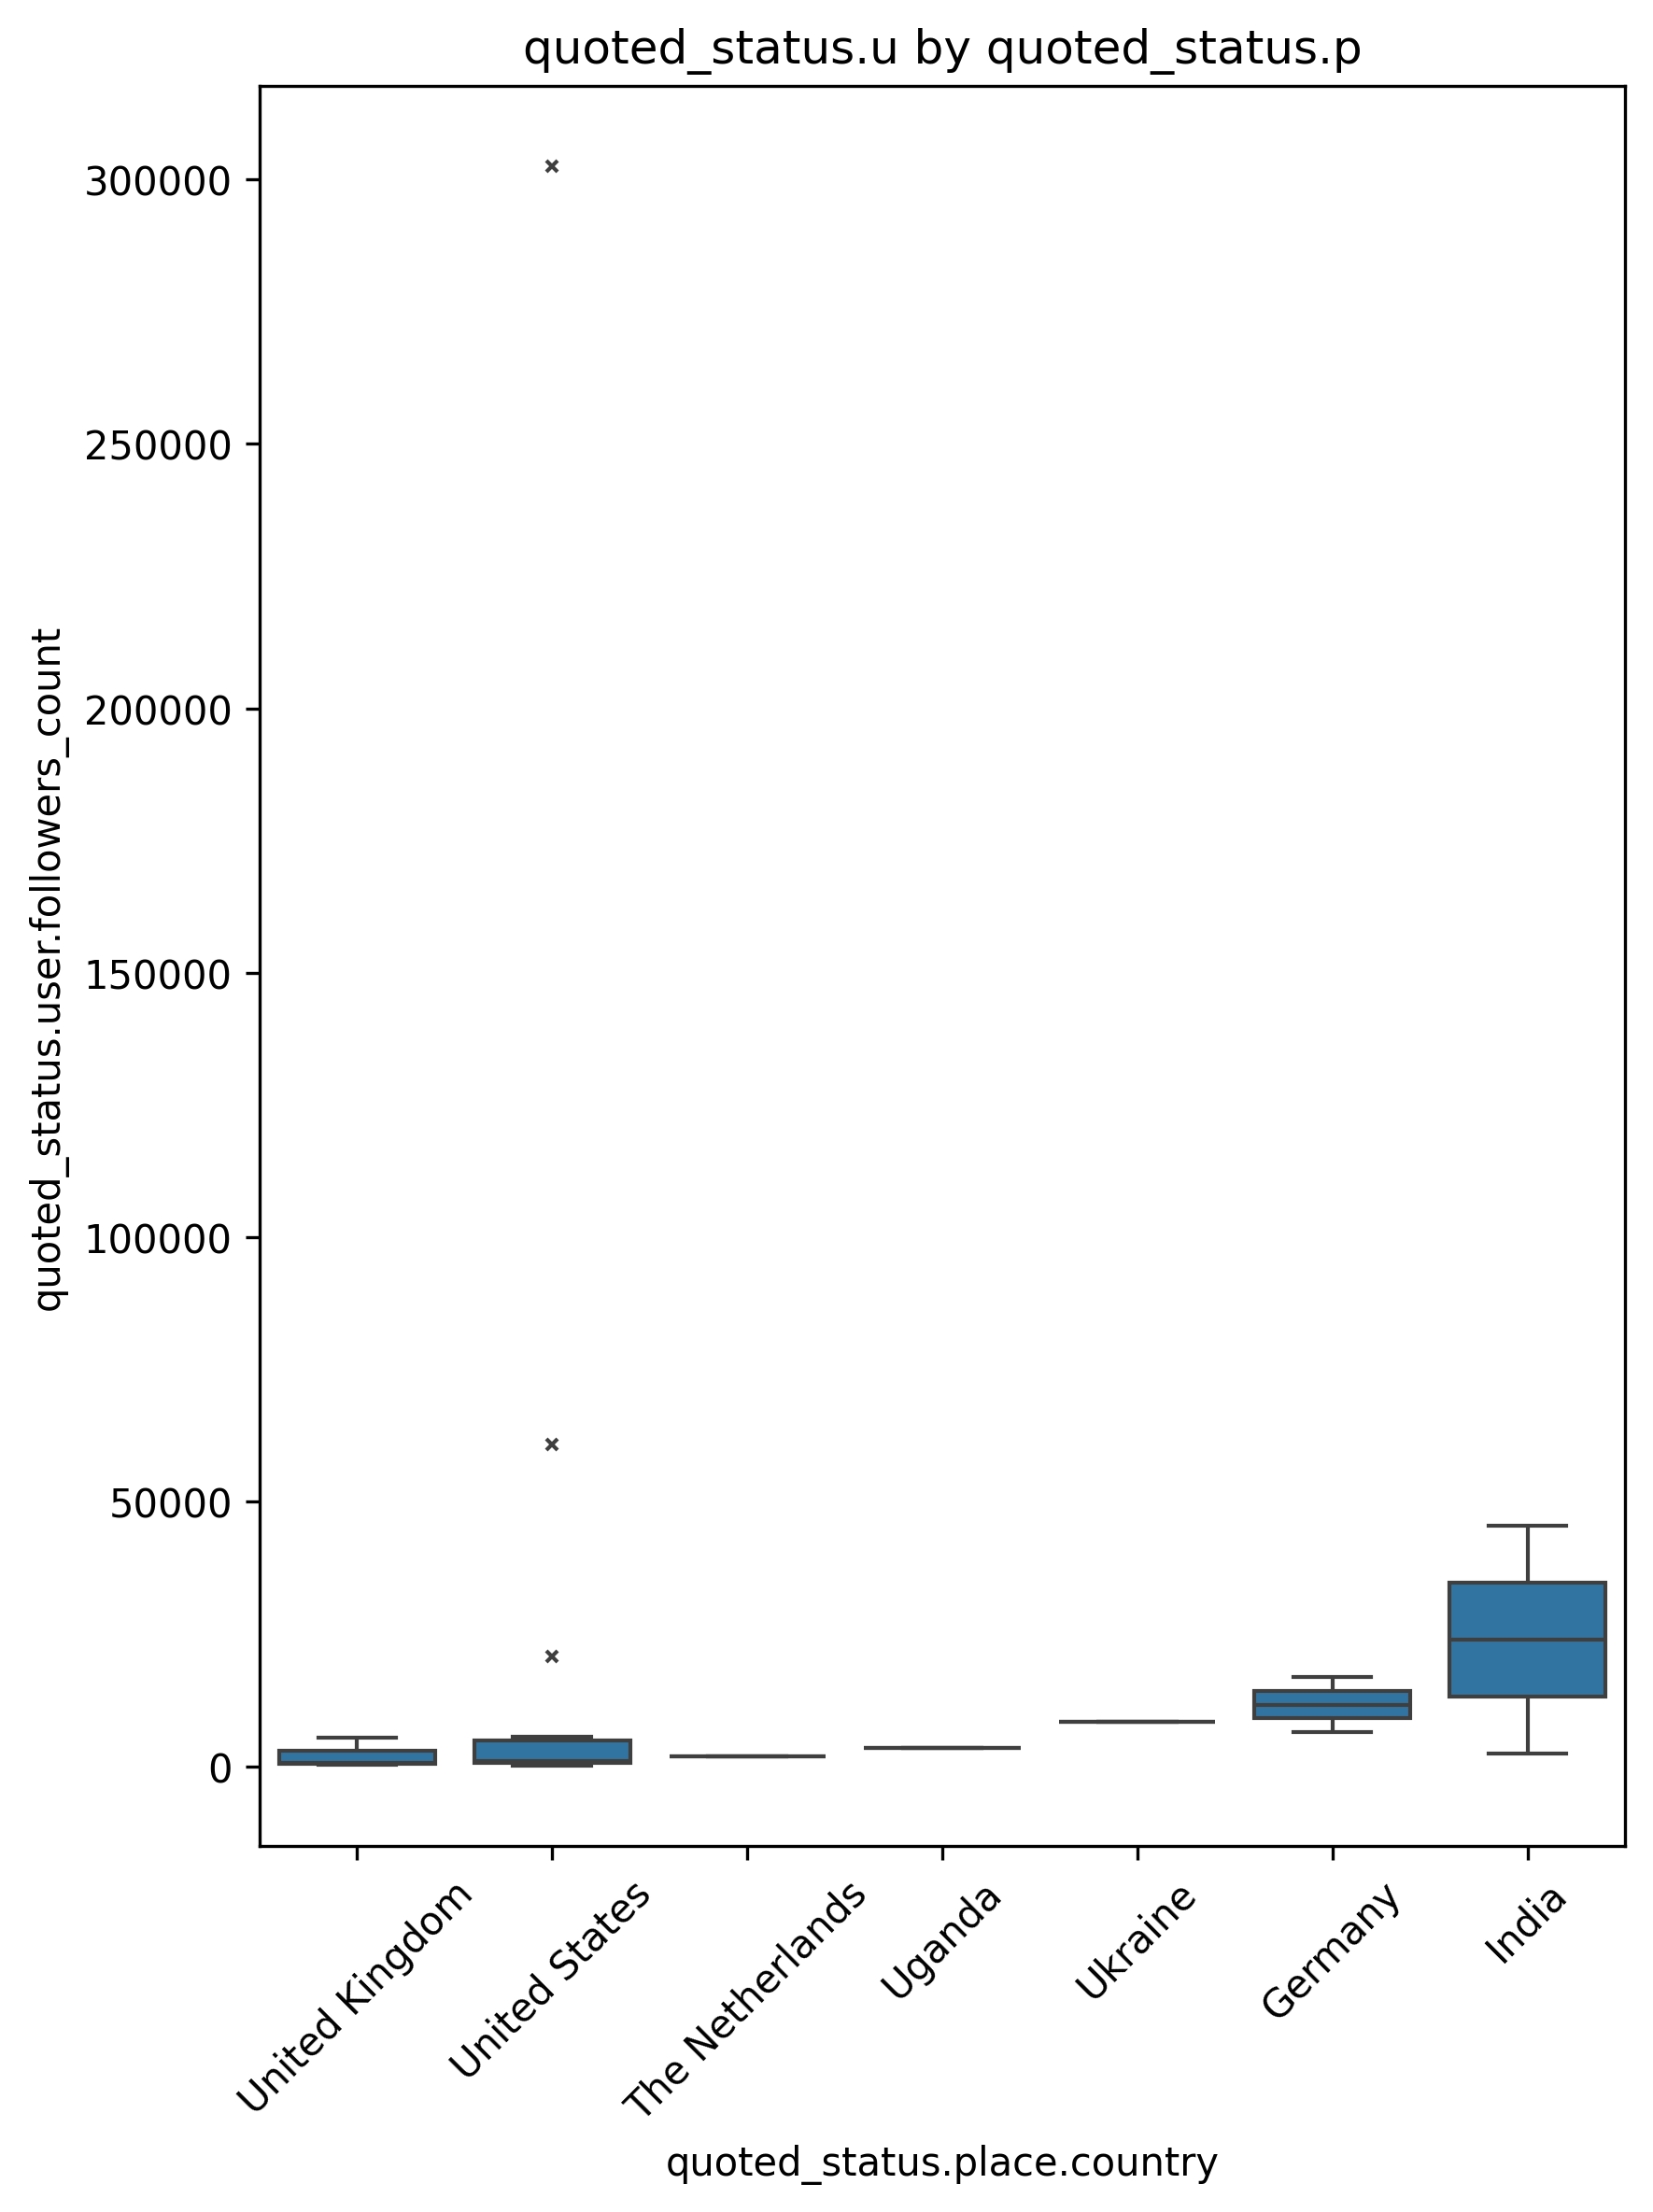 quoted_status.u by quoted_status.p
quoted_status.user.followers_count
300000
250000
200000
150000
100000
50000
0
United Kingdom
United States
The Netherlands
Uganda
Ukraine
Germany
India
quoted_status.place.country